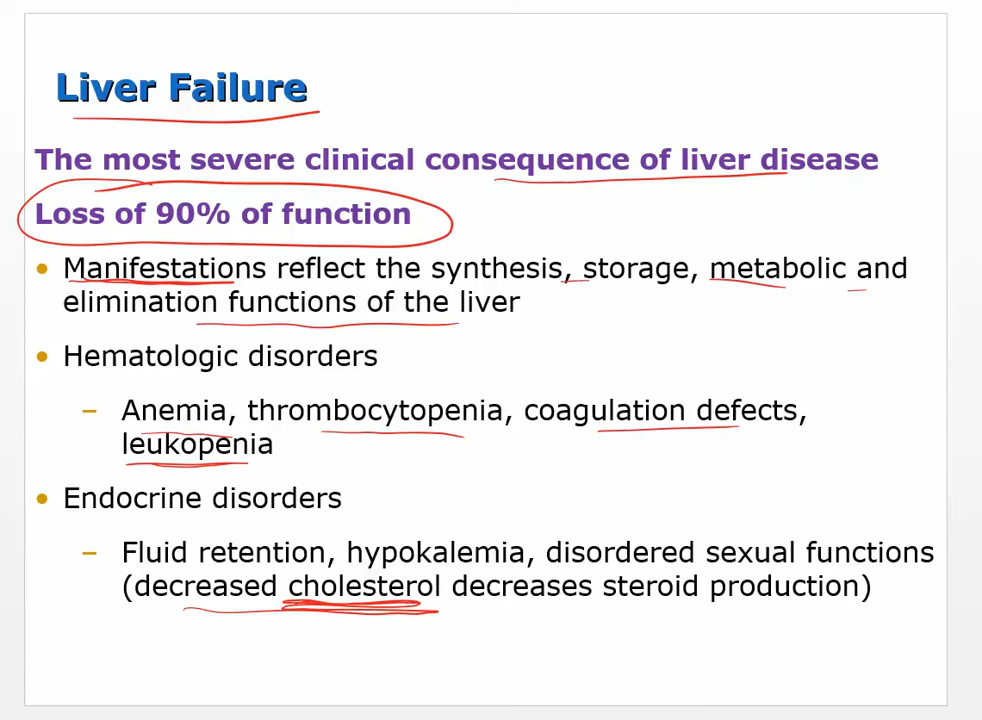 Liver Failure
The most severe clinical consequence of liver disease
Loss of 90% of function
• Manifestations reflect the synthesis, storage, metabolic and
elimination functions of the liver
• Hematologic disorders
– Anemia, thrombocytopenia, coagulation defects,
leukopenia
• Endocrine disorders
– Fluid retention, hypokalemia, disordered sexual functions
(decreased cholesterol decreases steroid production)